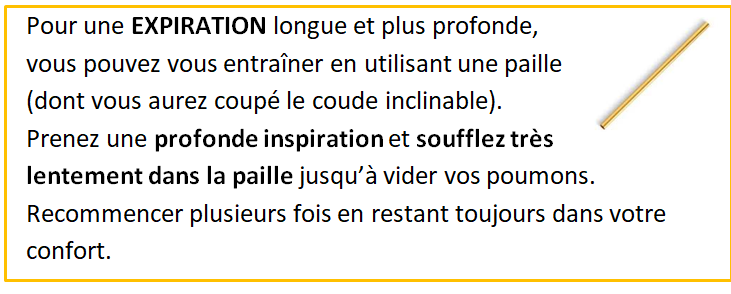 Pour une EXPIRATION longue et plus profonde,
vous pouvez vous entraîner en utilisant une paille
(dont vous aurez coupé le coude inclinable).
Prenez une profonde inspiration et soufflez très
lentement dans la paille jusqu’à vider vos poumons.
Recommencer plusieurs fois en restant toujours dans votre
confort.